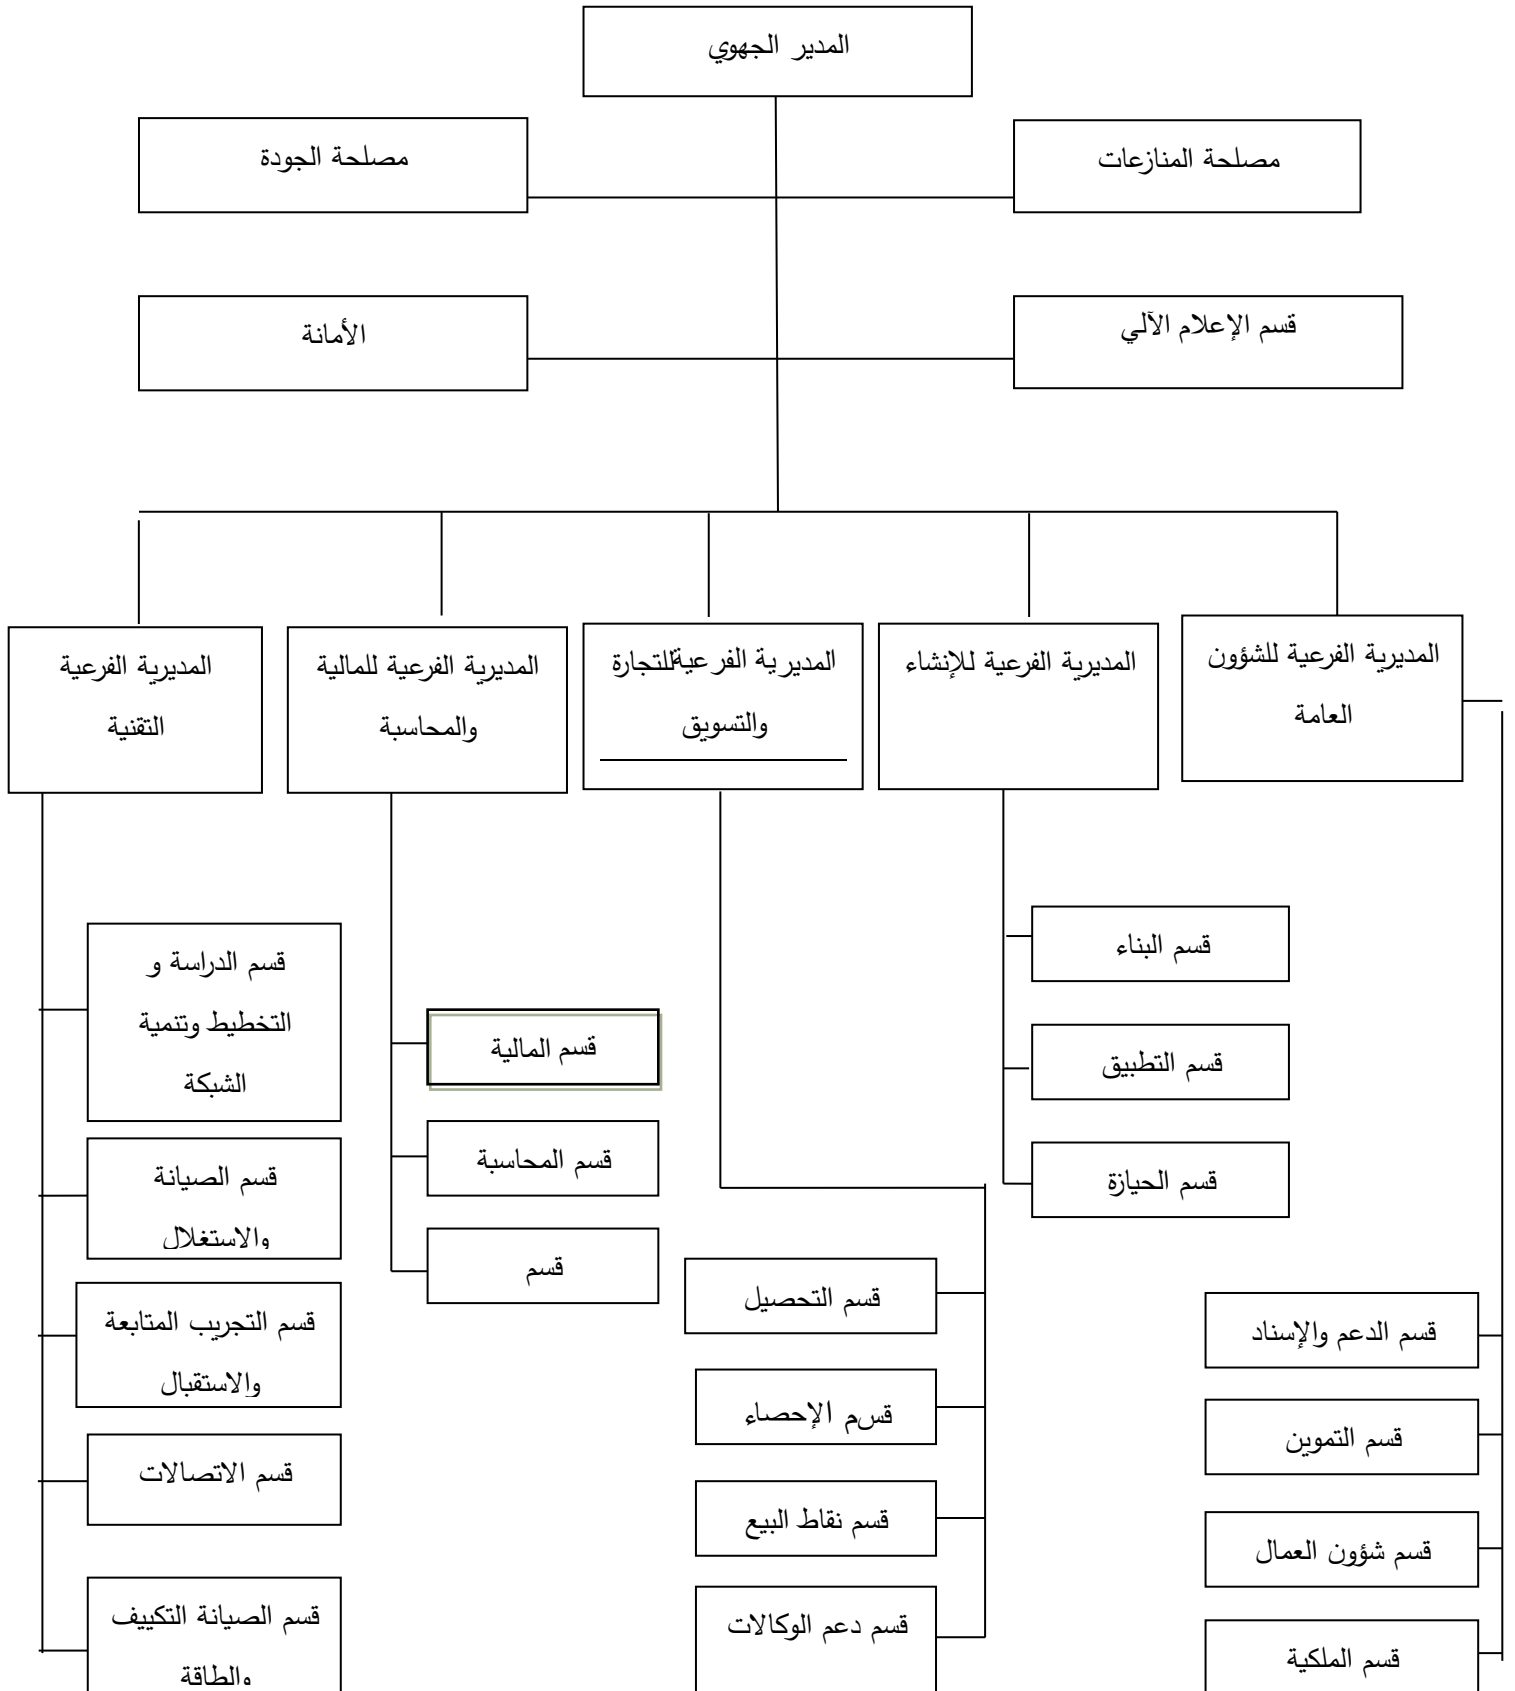 المدير الجهوي
مصلحة المنازعات
مصلحة الجودة
قسم الإعلام الآلي
الأمانة
المديرية الفرعية للشؤون
العامة
المديرية الفرعية للإنشاء
المديرية الفرعية للتجارة
والتسويق
المديرية الفرعية للمالية
والمحاسبة
المديرية الفرعية
التقنية
قسم الدعم والإسناد
قسم التموين
قسم شؤون العمال
قسم الملكية
قسم البناء
قسم التطبيق
قسم الحيازة
قسم التحصيل
قسم الإحصاء
قسم نقاط البيع
قسم دعم الوكالات
قسم المالية
قسم المحاسبة
قسم
قسم الدراسة و
التخطيط وتنمية
الشبكة
قسم الصيانة
والاستغلال
قسم التجريب المتابعة
والاستقبال
قسم الاتصالات
قسم الصيانة التكييف
والطاقة